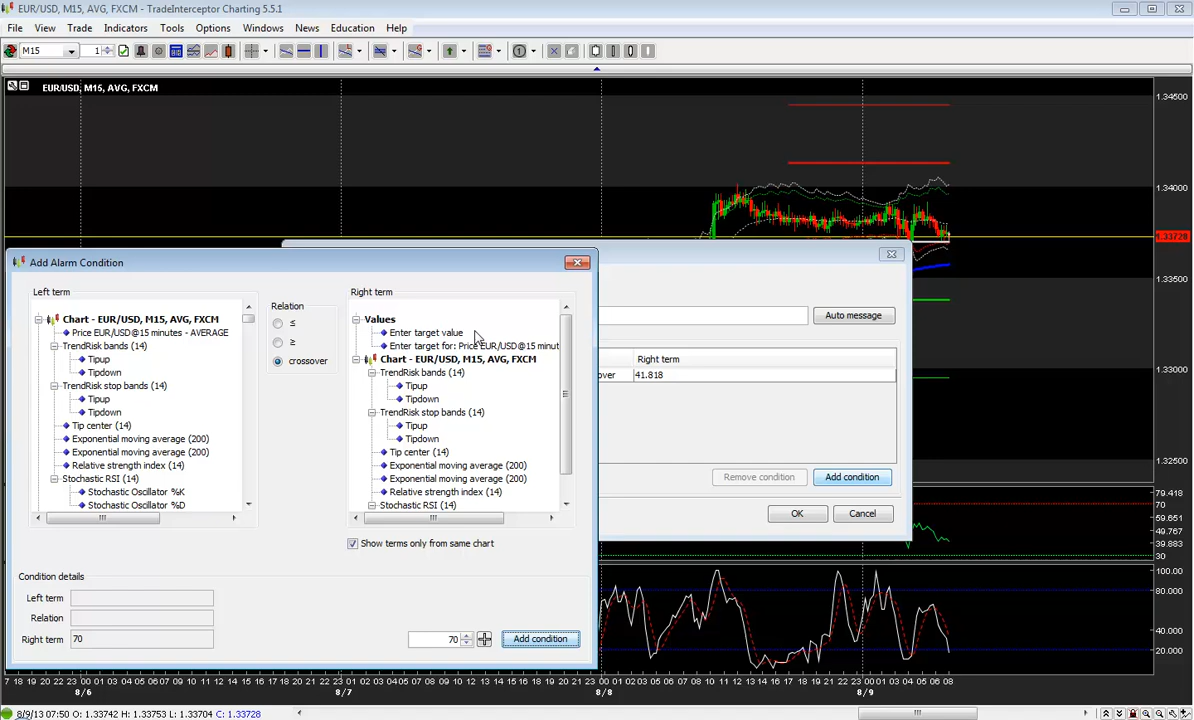 EUR/USD, M15, AVG, FXCM - TradeInterceptor Charting 5.5.1
File View Trade Indicators Tools Options Windows News Education Help
M15 1
EUR/USD, M15, AVG, FXCM
1.34500
1.34000
1.33728
1.33500
1.33000
1.32500
Add Alarm Condition
Left term
Chart - EUR/USD, M15, AVG, FXCM
Price EUR/USD@15 minutes - AVERAGE
TrendRisk bands (14)
Tipup
Tipdown
TrendRisk stop bands (14)
Tipup
Tipdown
Tip center (14)
Exponential moving average (200)
Exponential moving average (200)
Relative strength index (14)
Stochastic RSI (14)
Stochastic Oscillator %K
Stochastic Oscillator %D
Relation
≤
≥
crossover
Right term
Values
Enter target value
Enter target for: Price EUR/USD@15 minut
Chart - EUR/USD, M15, AVG, FXCM
TrendRisk bands (14)
Tipup
Tipdown
TrendRisk stop bands (14)
Tipup
Tipdown
Tip center (14)
Exponential moving average (200)
Exponential moving average (200)
Relative strength index (14)
Stochastic RSI (14)
Show terms only from same chart
Condition details
Left term
Relation
Right term 70
70 Add condition
Auto message
Right term
over 41.818
Remove condition Add condition
OK Cancel
79.418
70
59.651
49.767
39.883
30
100.00
80.000
40.000
20.000
8/6 8/7 8/8 8/9
8/9/13 07:50 O: 1.33742 H: 1.33753 L: 1.33704 C: 1.33728